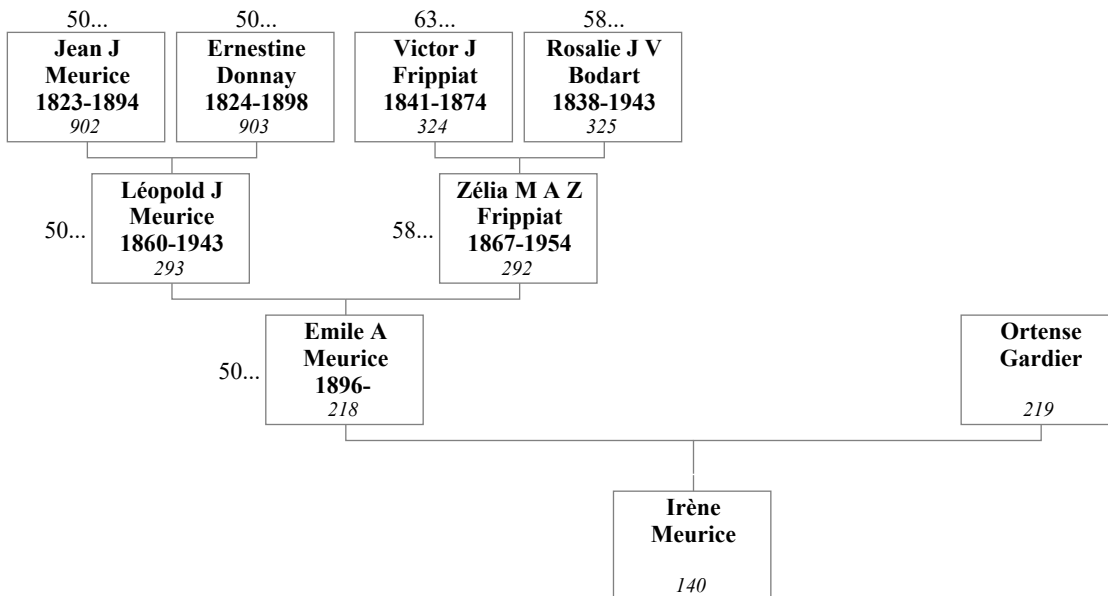 50... 50... 63... 58...
Jean J Ernestine Victor J Rosalie J V
Meurice Donnay Frippiat Bodart
1823-1894 1824-1898 1841-1874 1838-1943
902 903 324 325
Léopold J Zélia M A Z
Meurice Frippiat
50... 58...
1860-1943 1867-1954
293 292
Emile A Ortense
Meurice Gardier
50...
1896-
218 219
Irène
Meurice
140